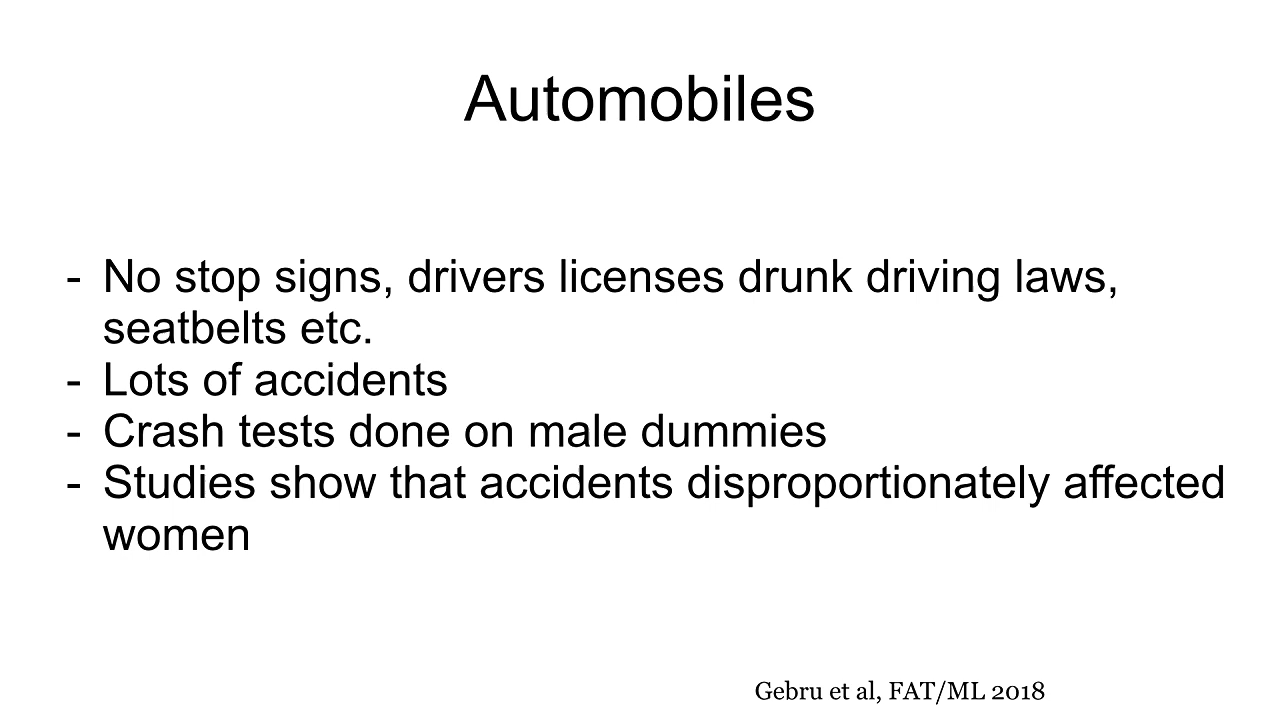 Automobiles
- No stop signs, drivers licenses drunk driving laws,
seatbelts etc.
- Lots of accidents
- Crash tests done on male dummies
- Studies show that accidents disproportionately affected
women
Gebru et al, FAT/ML 2018